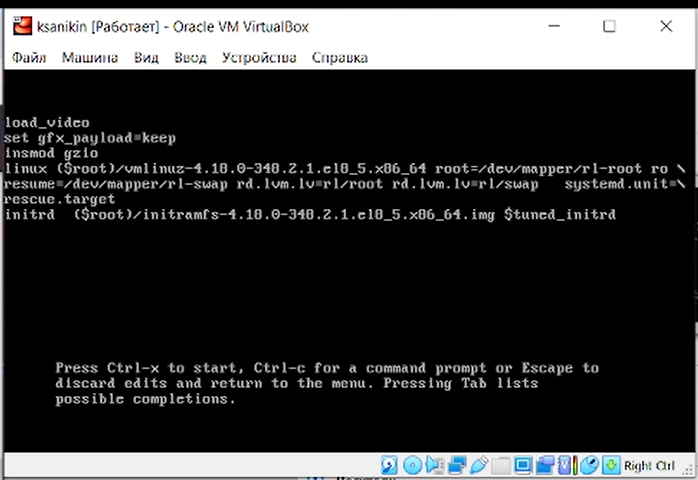 ksanikin [Работает] - Oracle VM VirtualBox
Файл Машина Вид Ввод Устройства Справка
load_video
set gfx_payload=keep
insmod gzio
linux ($root)/vmlinuz-4.18.0-348.2.1.el8_5.x86_64 root=/dev/mapper/rl-root ro \
resume=/dev/mapper/rl-swap rd.lvm.lv=rl/root rd.lvm.lv=rl/swap systemd.unit=\
rescue.target
initrd ($root)/initramfs-4.18.0-348.2.1.el8_5.x86_64.img $tuned_initrd
Press Ctrl-x to start, Ctrl-c for a command prompt or Escape to
discard edits and return to the menu. Pressing Tab lists
possible completions.
Right Ctrl